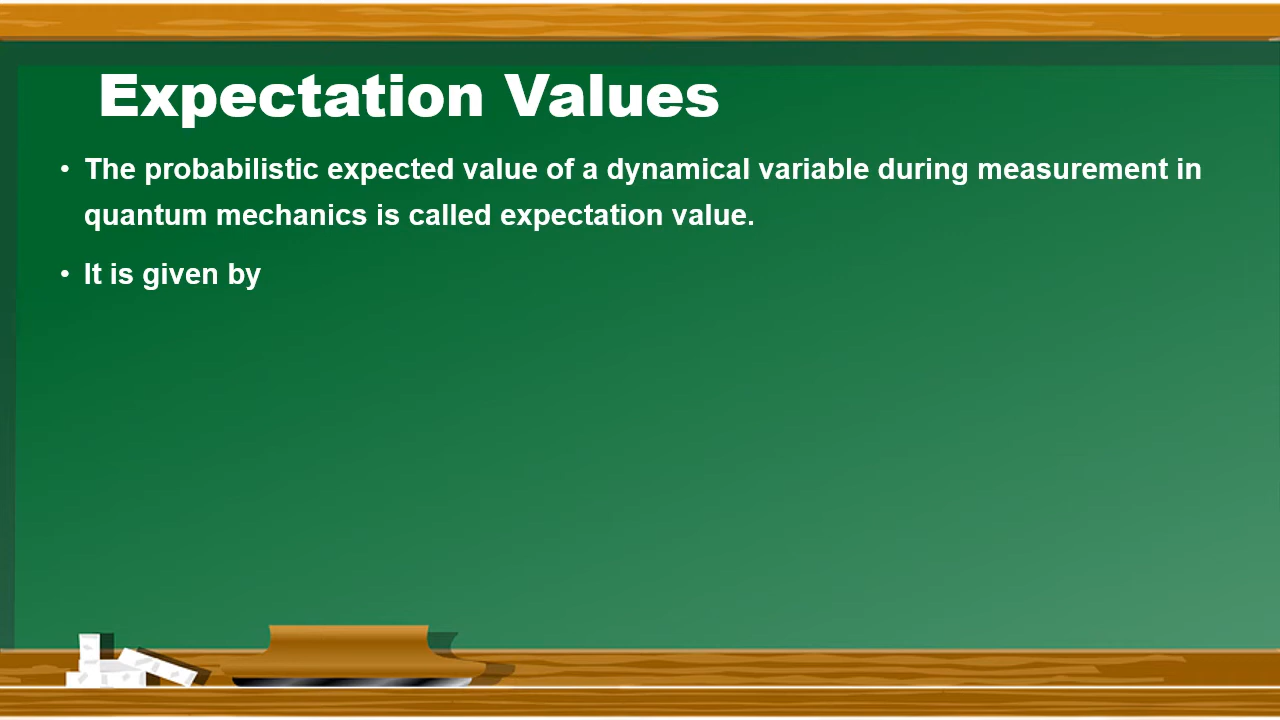 Expectation Values
• The probabilistic expected value of a dynamical variable during measurement in
quantum mechanics is called expectation value.
• It is given by